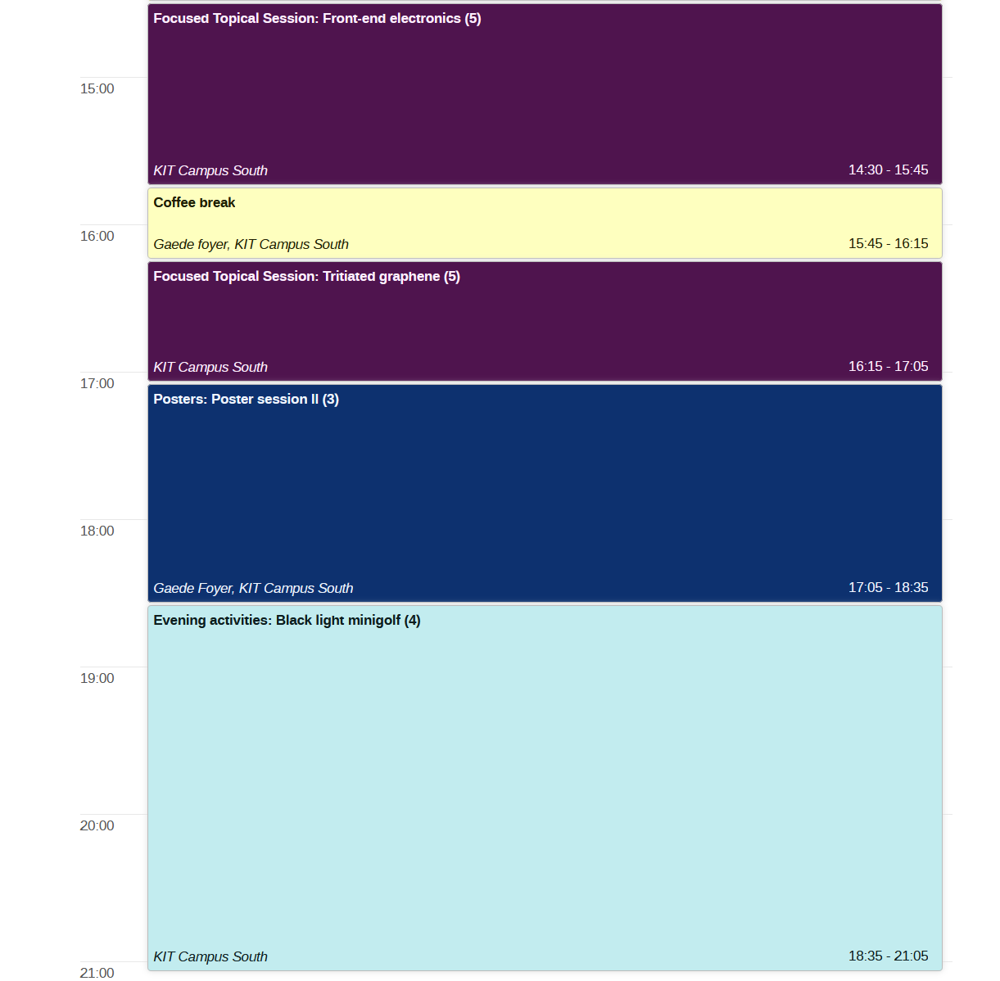 Focused Topical Session: Front-end electronics (5)
15:00
KIT Campus South 14:30 - 15:45
Coffee break
16:00
Gaede foyer, KIT Campus South 15:45 - 16:15
Focused Topical Session: Tritiated graphene (5)
KIT Campus South 16:15 - 17:05
17:00
Posters: Poster session II (3)
18:00
Gaede Foyer, KIT Campus South 17:05 - 18:35
Evening activities: Black light minigolf (4)
19:00
20:00
KIT Campus South 18:35 - 21:05
21:00